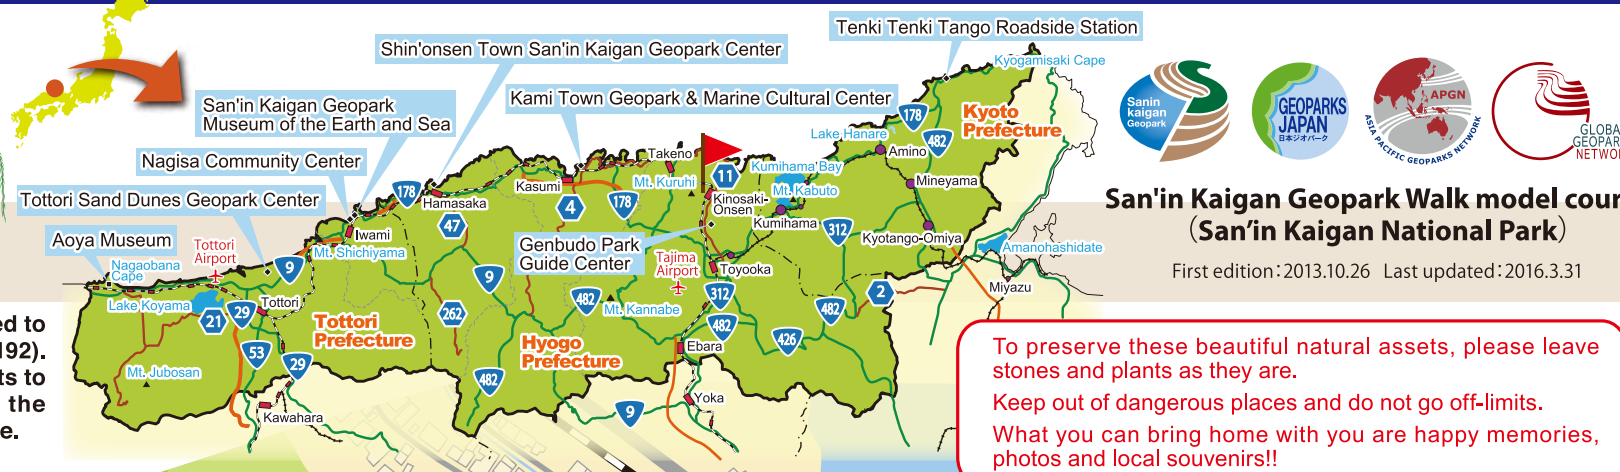 Tenki Tenki Tango Roadside Station
Shin'onsen Town San'in Kaigan Geopark Center
Kyogamisaki Cape
San'in Kaigan Geopark
Museum of the Earth and Sea
Kami Town Geopark & Marine Cultural Center
Nagisa Community Center
Tottori Sand Dunes Geopark Center
Aoya Museum
Genbudo Park
Guide Center
Kyoto
Prefecture
Tottori
Prefecture
Hyogo
Prefecture
Lake Hanare
Amino
Mineyama
Takeno
Kumihama Bay
Mt. Kabuto
Mt. Kuruhi
Kinosaki-
Onsen
Kumihama
Kyotango-Omiya
Amanohashidate
Miyazu
Kasumi
Hamasaka
Iwami
Mt. Shichiyama
Tottori
Airport
Nagaobana
Cape
Lake Koyama
Tottori
Mt. Jubosan
Kawahara
Tajima
Airport
Toyooka
Mt. Kannabe
Ebara
Yoka
178
482
11
178
4
178
47
312
9
9
482
312
2
482
482
426
262
21
29
53
29
482
9
Sanin
kaigan
Geopark
GEOPARKS
JAPAN
日本ジオパーク
APGN
ASIA PACIFIC GEOPARKS NETWORK
GLOBA
GEOPAR
NETWOR
San'in Kaigan Geopark Walk model cour
（San'in Kaigan National Park）
First edition：2013.10.26 Last updated：2016.3.31
ed to
192).
ts to
the
e.
To preserve these beautiful natural assets, please leave
stones and plants as they are.
Keep out of dangerous places and do not go off-limits.
What you can bring home with you are happy memories,
photos and local souvenirs!!